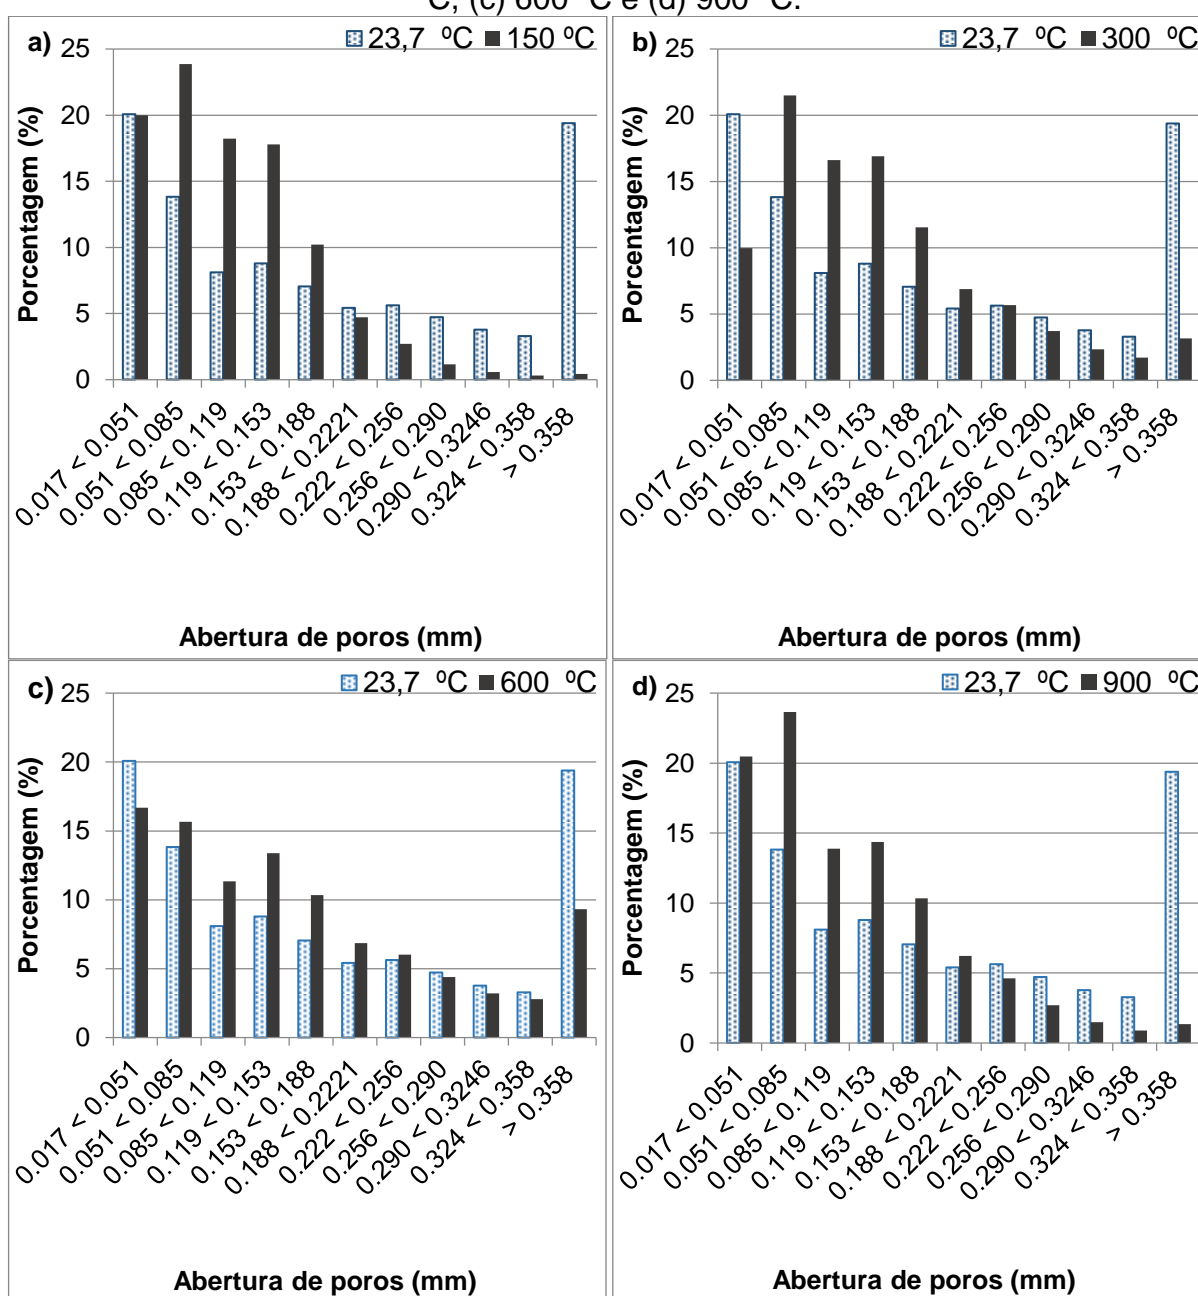 C, (c) 600 °C e (d) 900 °C.
a) 23,7 ºC 150 ºC
25
20
15
10
5
0
Porcentagem (%)
0.017 < 0.051
0.051 < 0.085
0.085 < 0.119
0.119 < 0.153
0.153 < 0.188
0.188 < 0.2221
0.222 < 0.256
0.256 < 0.290
0.290 < 0.3246
0.324 < 0.358
> 0.358
Abertura de poros (mm)
b) 23,7 ºC 300 ºC
25
20
15
10
5
0
Porcentagem (%)
0.017 < 0.051
0.051 < 0.085
0.085 < 0.119
0.119 < 0.153
0.153 < 0.188
0.188 < 0.2221
0.222 < 0.256
0.256 < 0.290
0.290 < 0.3246
0.324 < 0.358
> 0.358
Abertura de poros (mm)
c) 23,7 ºC 600 ºC
25
20
15
10
5
0
Porcentagem (%)
0.017 < 0.051
0.051 < 0.085
0.085 < 0.119
0.119 < 0.153
0.153 < 0.188
0.188 < 0.2221
0.222 < 0.256
0.256 < 0.290
0.290 < 0.3246
0.324 < 0.358
> 0.358
Abertura de poros (mm)
d) 23,7 ºC 900 ºC
25
20
15
10
5
0
Porcentagem (%)
0.017 < 0.051
0.051 < 0.085
0.085 < 0.119
0.119 < 0.153
0.153 < 0.188
0.188 < 0.2221
0.222 < 0.256
0.256 < 0.290
0.290 < 0.3246
0.324 < 0.358
> 0.358
Abertura de poros (mm)